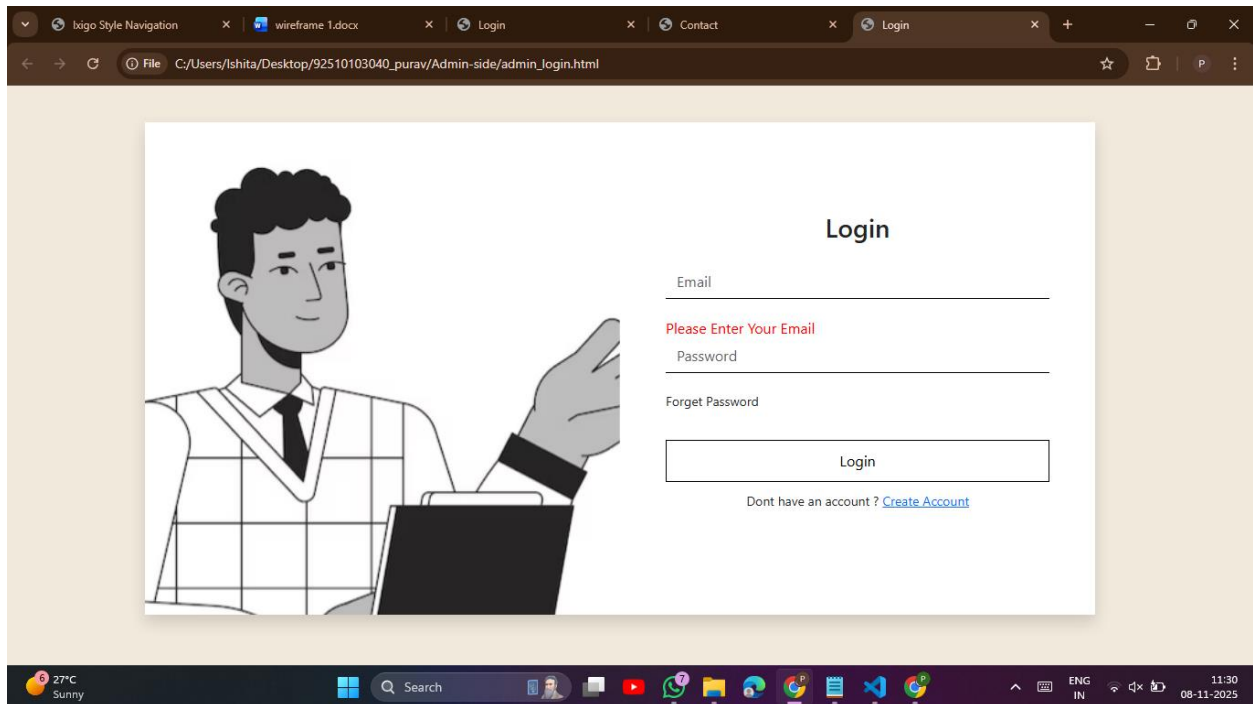 Ixigo Style Navigation
wireframe 1.docx
Login
Contact
Login
File C:/Users/Ishita/Desktop/92510103040_purav/Admin-side/admin_login.html
P
Login
Email
Please Enter Your Email
Password
Forget Password
Login
Dont have an account ? Create Account
6
27°C
Sunny
Search
7
P
P
ENG
IN
11:30
08-11-2025